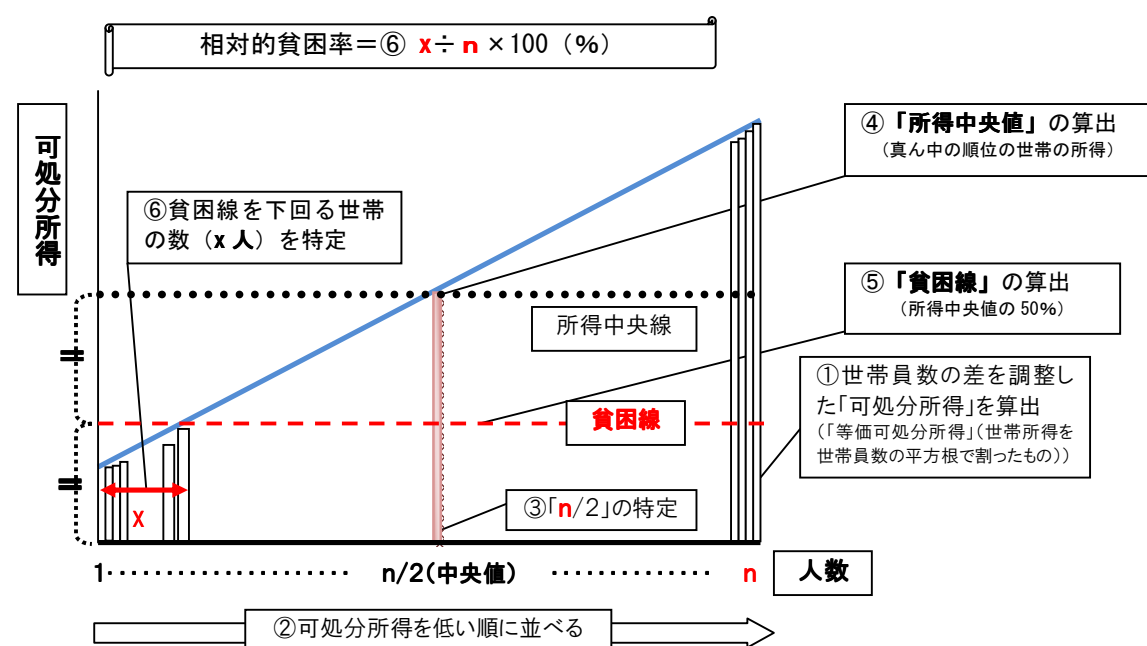 相対的貧困率＝⑥ x÷n×100（%）
可処分所得
④「所得中央値」の算出
（真ん中の順位の世帯の所得）
⑥貧困線を下回る世帯
の数（x人）を特定
⑤「貧困線」の算出
（所得中央値の50%）
所得中央線
①世帯員数の差を調整し
た「可処分所得」を算出
（「等価可処分所得」（世帯所得を
世帯員数の平方根で割ったもの））
貧困線
＝
＝
x
③「n/2」の特定
1・・・・・・・・・・・・・・・・・・ n/2（中央値） ・・・・・・・・・・・・ n 人数
②可処分所得を低い順に並べる